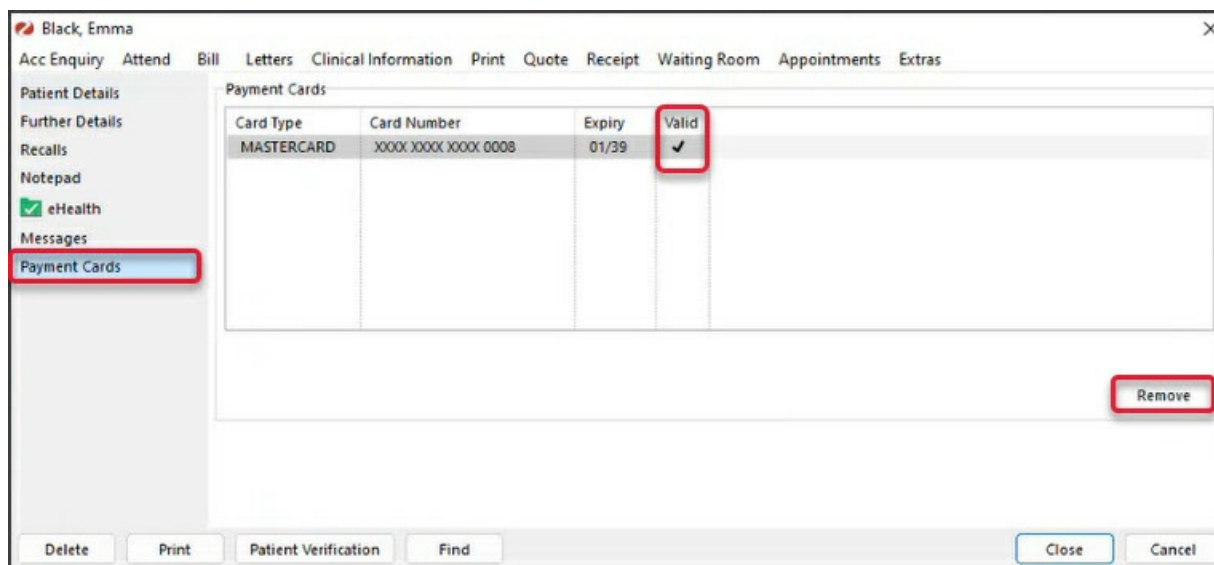 Black, Emma
Acc Enquiry Attend Bill Letters Clinical Information Print Quote Receipt Waiting Room Appointments Extras
Patient Details
Further Details
Recalls
Notepad
eHealth
Messages
Payment Cards
Payment Cards
Card Type Card Number Expiry Valid
MASTERCARD XXXX XXXX XXXX 0008 01/39 ✔
Remove
Delete Print Patient Verification Find Close Cancel